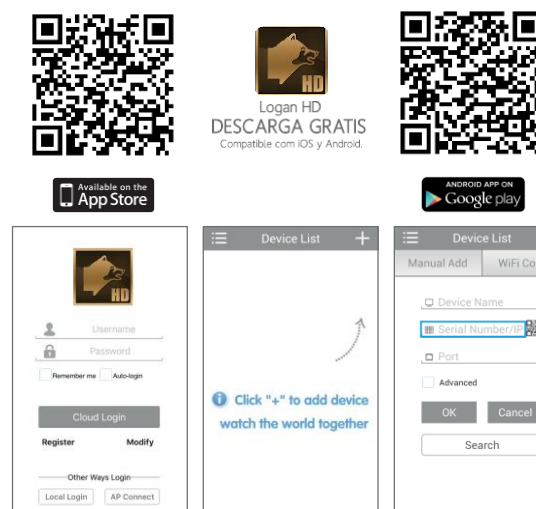 HD
Logan HD
DESCARGA GRATIS
Compatible com iOS y Android.
Available on the
App Store
ANDROID APP ON
Google play
HD
Username
Password
Remember me
Auto-login
Cloud Login
Register
Modify
Other Ways Login
Local Login
AP Connect
Device List
Click "+" to add device
watch the world together
Device List
Manual Add
WiFi Co
Device Name
Serial Number/IP
Port
Advanced
OK
Cancel
Search